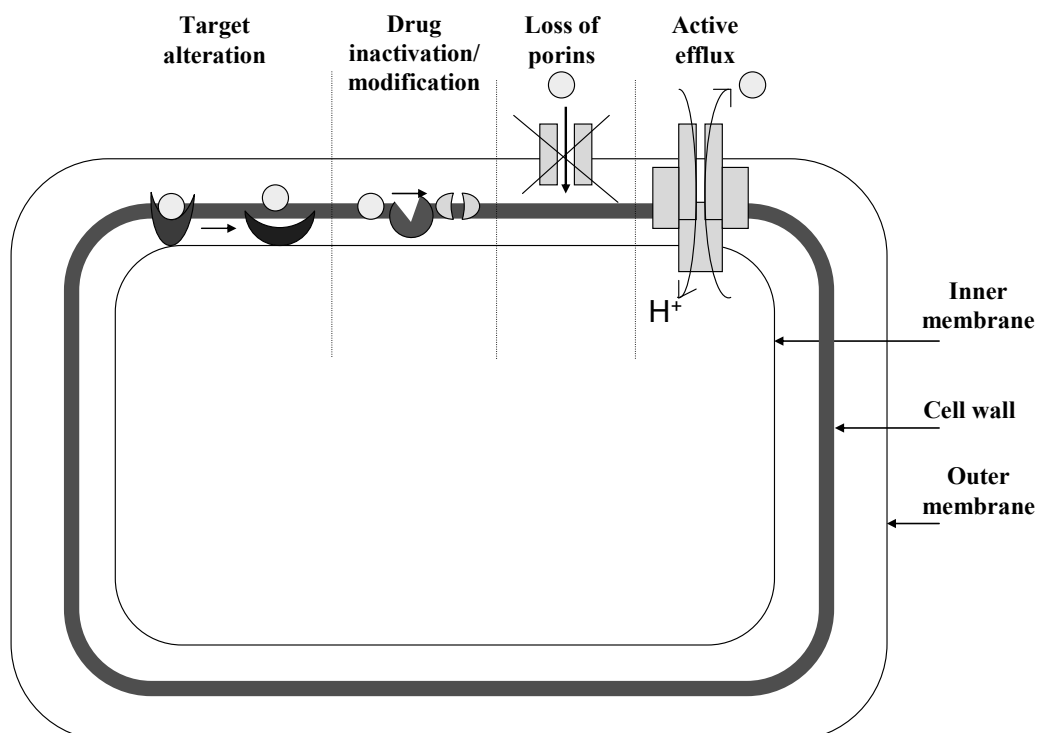 Target
alteration
Drug
inactivation/
modification
Loss of
porins
Active
efflux
H⁺
Inner
membrane
Cell wall
Outer
membrane